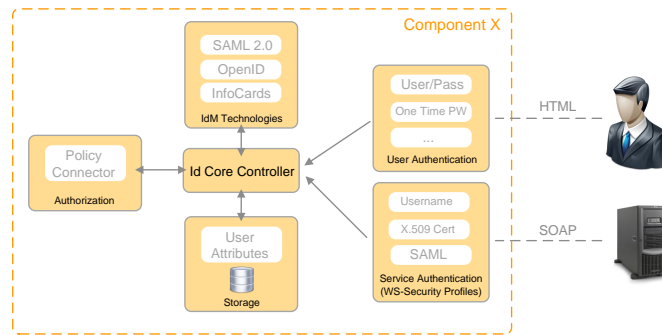 Component X
SAML 2.0
OpenID
InfoCards
IdM Technologies
User/Pass
One Time PW
...
User Authentication
HTML
Policy
Connector
Authorization
Id Core Controller
Username
X.509 Cert
SAML
Service Authentication
(WS-Security Profiles)
SOAP
User
Attributes
Storage